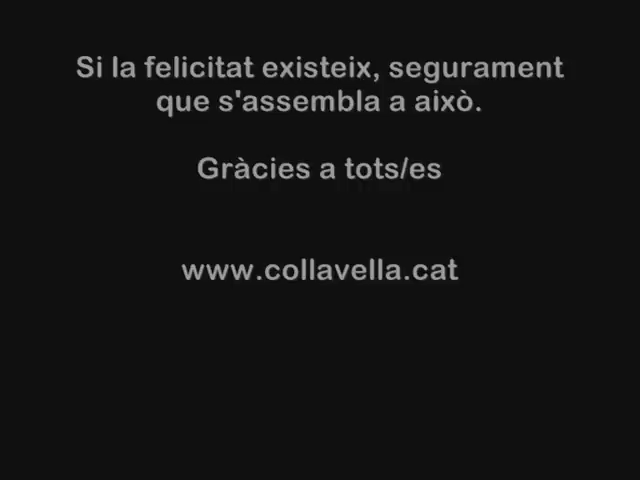 Si la felicitat existeix, segurament
que s'assembla a això.
Gràcies a tots/es
www.collavella.cat